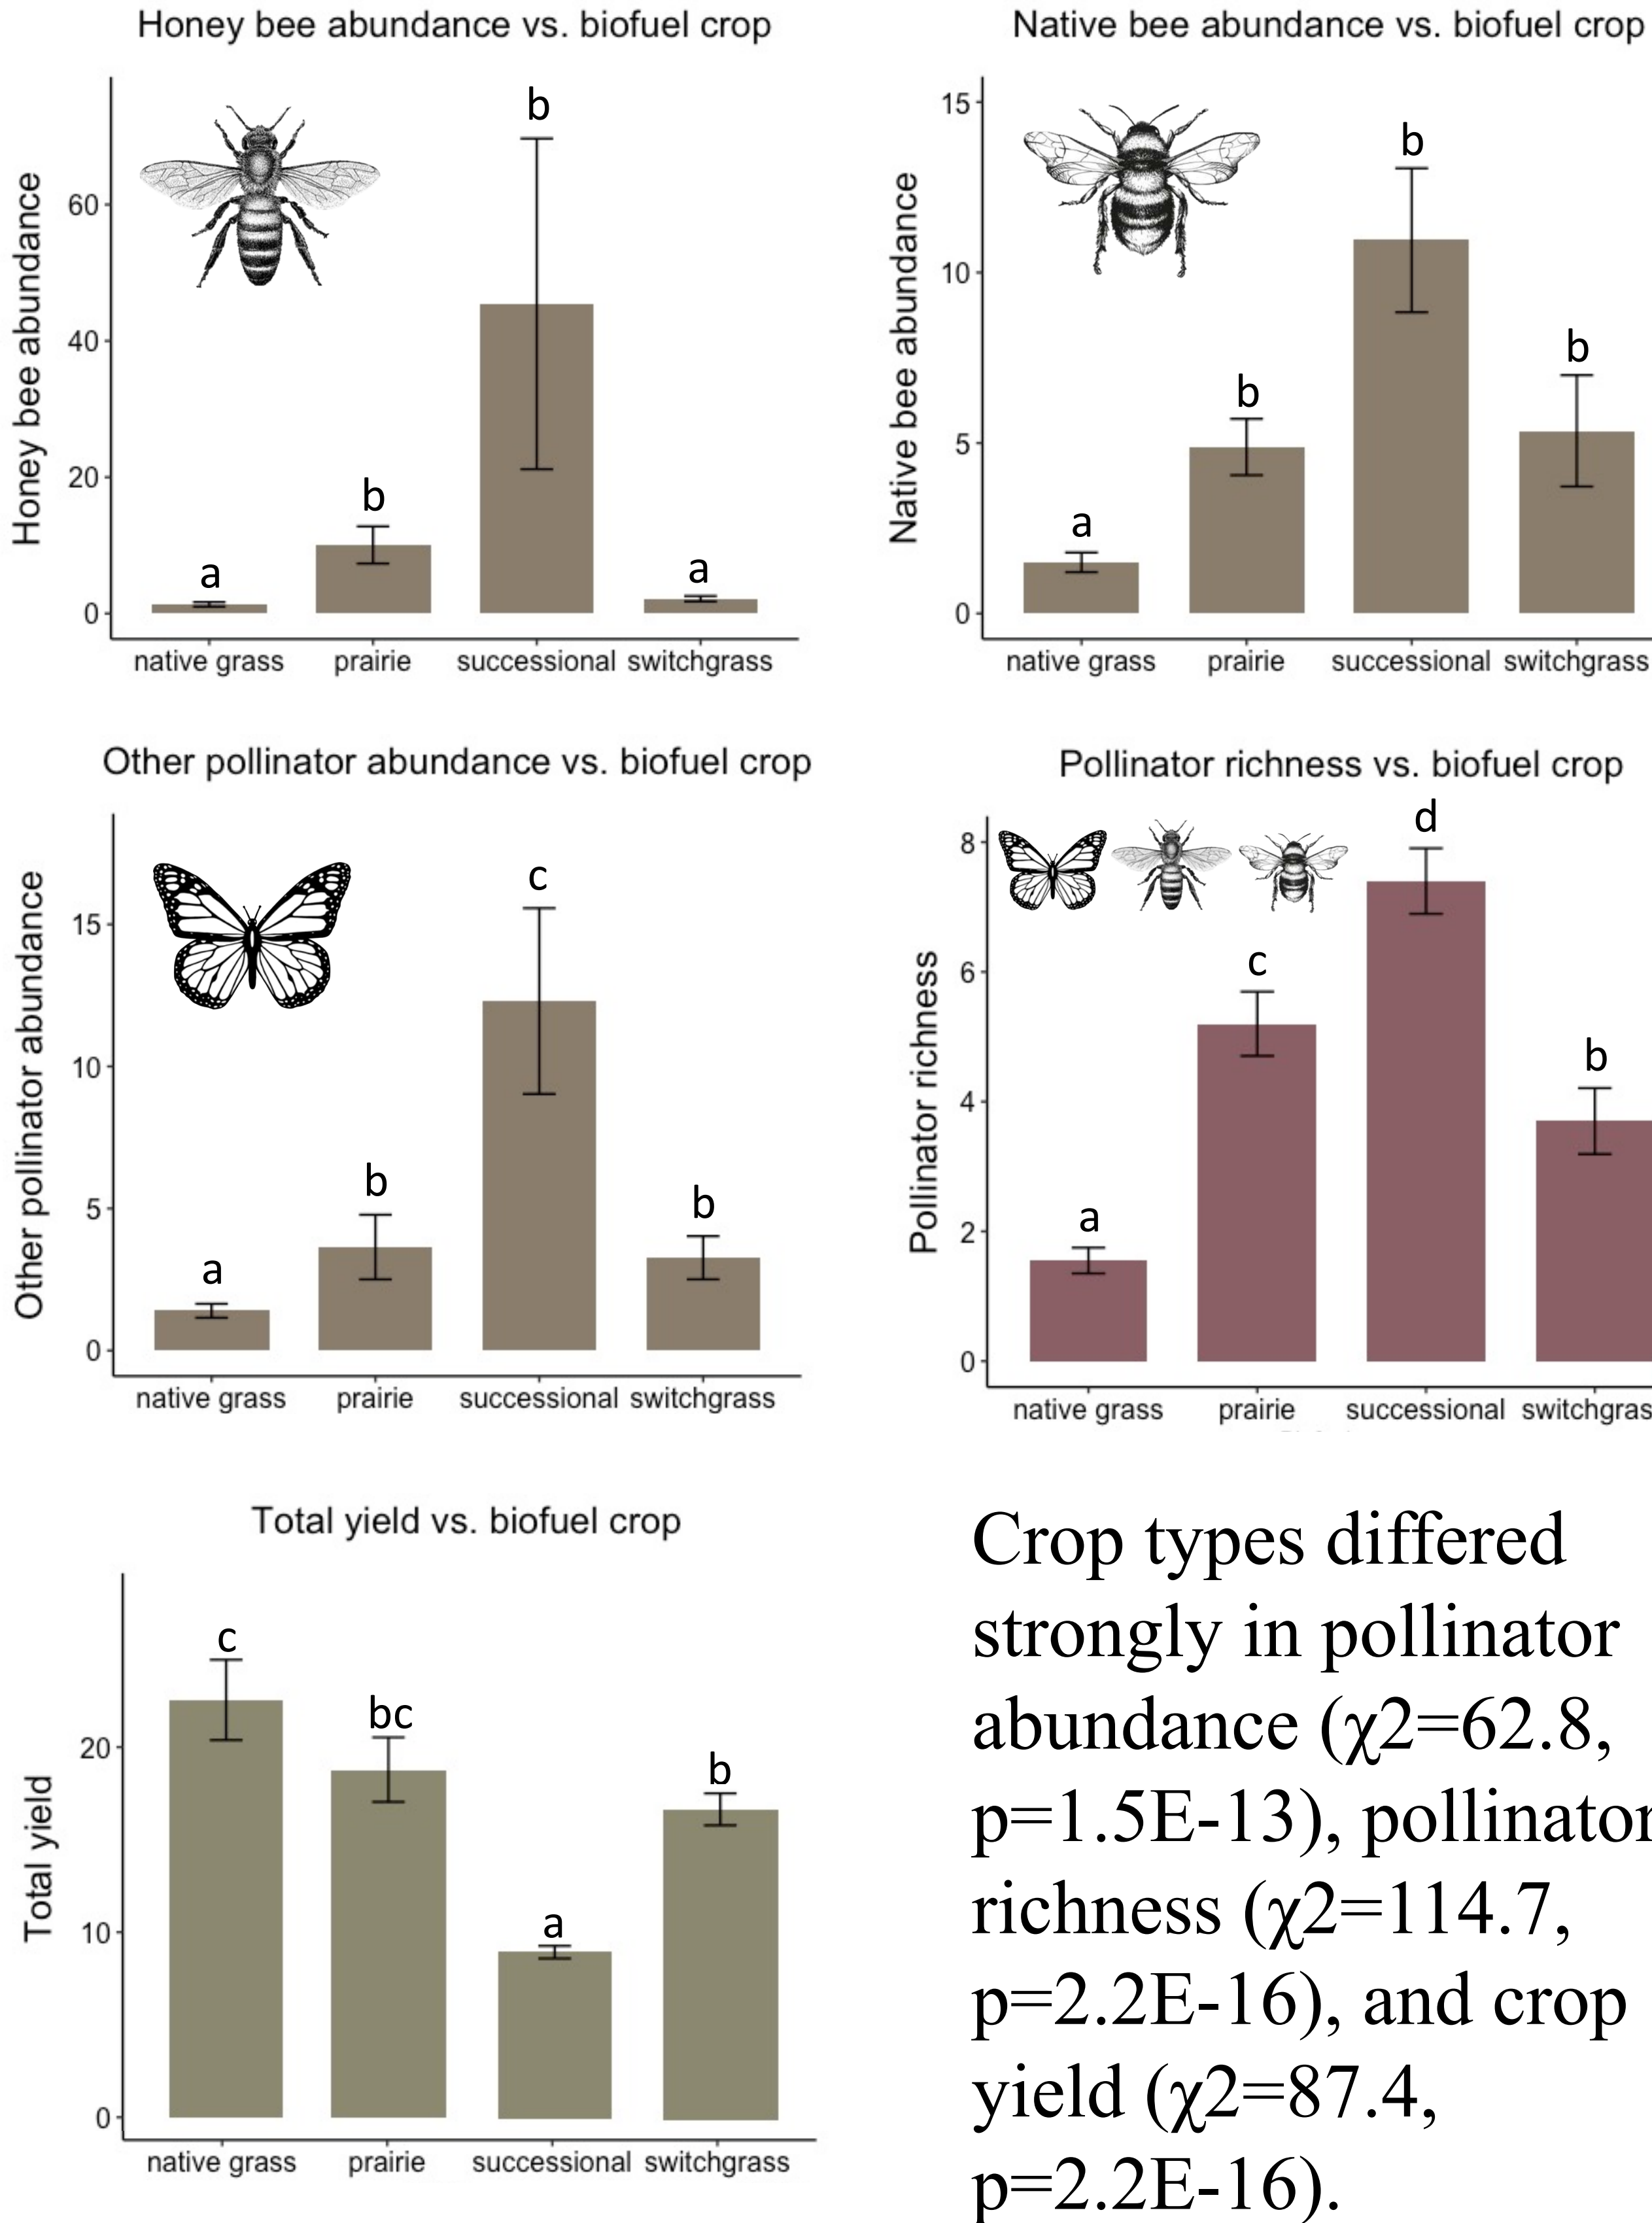 Honey bee abundance vs. biofuel crop
b
60
40
20
0
Honey bee abundance
b
a
a
native grass prairie successional switchgrass
Native bee abundance vs. biofuel crop
15
10
5
0
Native bee abundance
b
b
b
a
native grass prairie successional switchgrass
Other pollinator abundance vs. biofuel crop
15
10
5
0
Other pollinator abundance
c
b
b
a
native grass prairie successional switchgrass
Pollinator richness vs. biofuel crop
8
6
4
2
0
Pollinator richness
d
c
b
a
native grass prairie successional switchgras
Total yield vs. biofuel crop
20
10
0
Total yield
c
bc
b
a
native grass prairie successional switchgrass
Crop types differed
strongly in pollinator
abundance (χ2=62.8,
p=1.5E-13), pollinator
richness (χ2=114.7,
p=2.2E-16), and crop
yield (χ2=87.4,
p=2.2E-16).